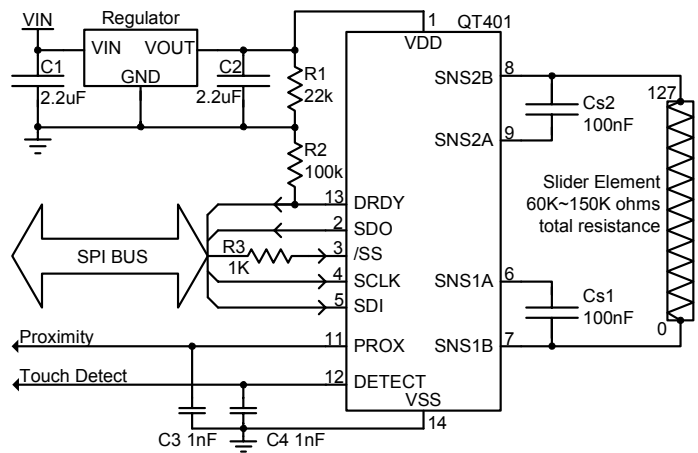 VIN
Regulator
VIN VOUT
GND
C1
2.2uF
C2
2.2uF
R1
22k
R2
100k
1
QT401
VDD
SNS2B 8
SNS2A 9
Cs2
100nF
127
Slider Element
60K~150K ohms
total resistance
13 DRDY
2 SDO
SPI BUS
R3
1K
3 /SS
4 SCLK
5 SDI
SNS1A 6
Cs1
100nF
SNS1B 7
0
Proximity
11 PROX
Touch Detect
12 DETECT
VSS
14
C3 1nF
C4 1nF